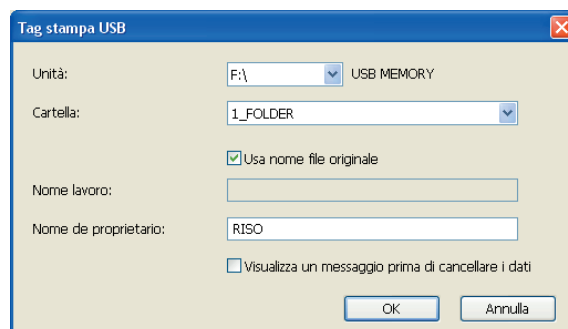 Tag stampa USB
Unità: F:\ USB MEMORY
Cartella: 1_FOLDER
Usa nome file originale
Nome lavoro:
Nome de proprietario: RISO
Visualizza un messaggio prima di cancellare i dati
OK Annulla